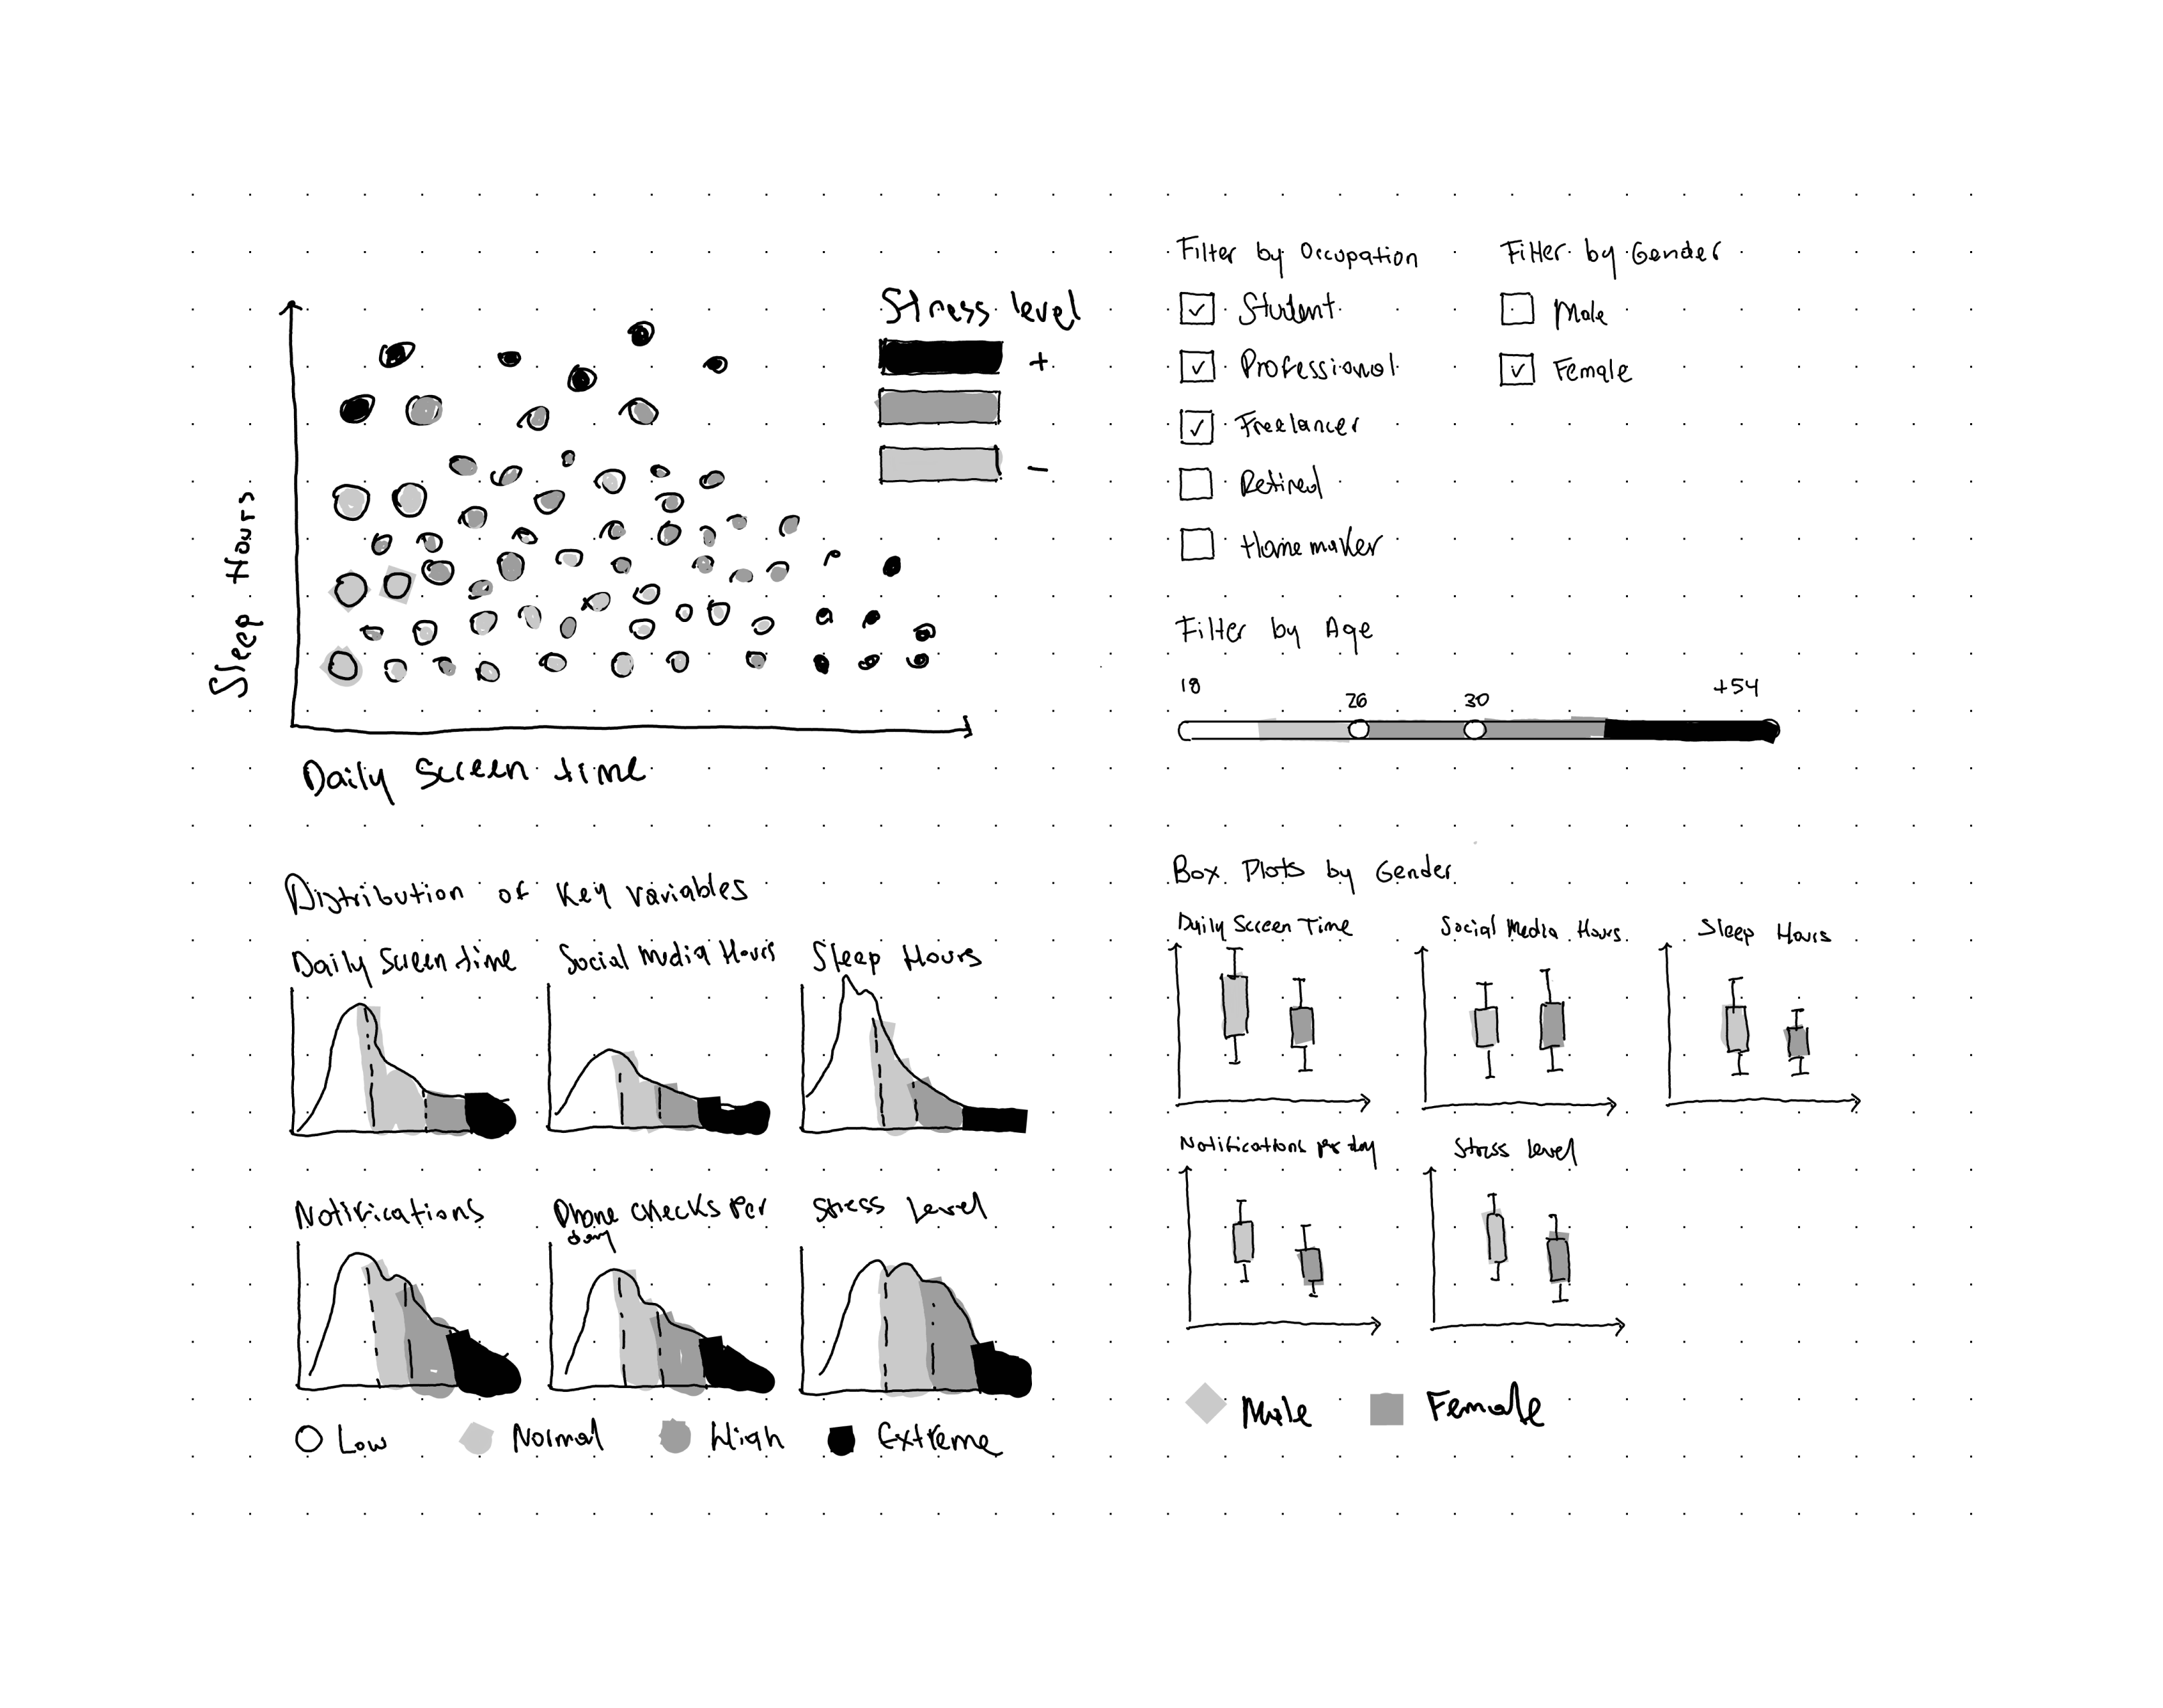 Stress level
+
-
Sleep Hours
Daily Screen time
Filter by Occupation
Student
Professional
Freelancer
Retired
Homemaker
Filter by Gender
Male
Female
Filter by Age
18
26
30
+54
Distribution of Key variables
Daily Screen time
Social Media Hours
Sleep Hours
Notifications
Phone checks Per
day
Stress Level
Low
Normal
High
Extreme
Box Plots by Gender
Daily Screen Time
Social Media Hours
Sleep Hours
Notifications per day
Stress level
Male
Female